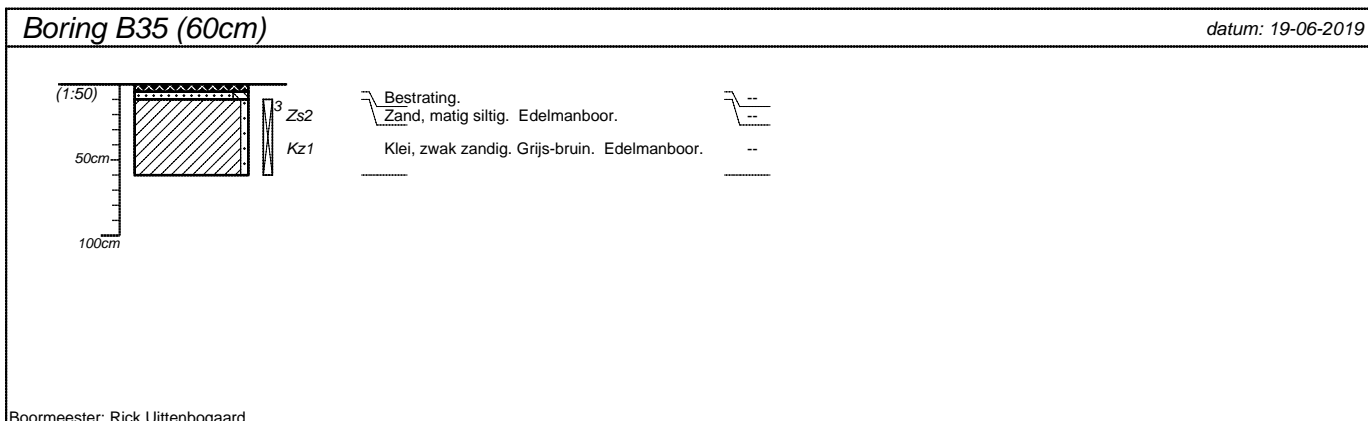 Boring B35 (60cm)
datum: 19-06-2019
(1:50)
Bestrating.
--
3
Zs2
Zand, matig siltig. Edelmanboor.
--
Kz1
Klei, zwak zandig. Grijs-bruin. Edelmanboor.
--
50cm
100cm
Boormeester: Rick Uittenbogaard